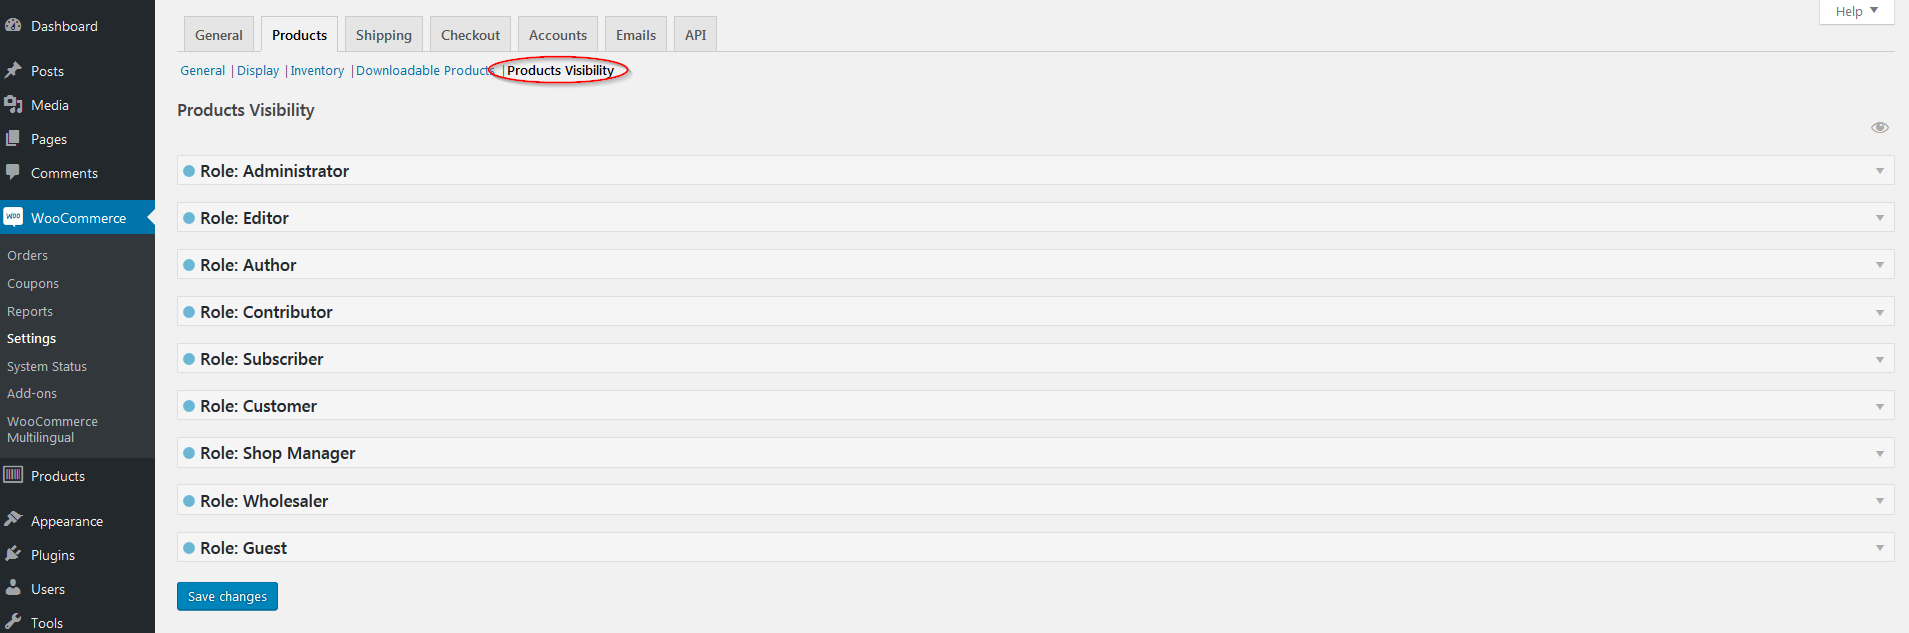 Help
Dashboard
Posts
Media
Pages
Comments
woo WooCommerce
Orders
Coupons
Reports
Settings
System Status
Add-ons
WooCommerce
Multilingual
Products
Appearance
Plugins
Users
Tools
General Products Shipping Checkout Accounts Emails API
General | Display | Inventory | Downloadable Products | Products Visibility
Products Visibility
Role: Administrator
Role: Editor
Role: Author
Role: Contributor
Role: Subscriber
Role: Customer
Role: Shop Manager
Role: Wholesaler
Role: Guest
Save changes